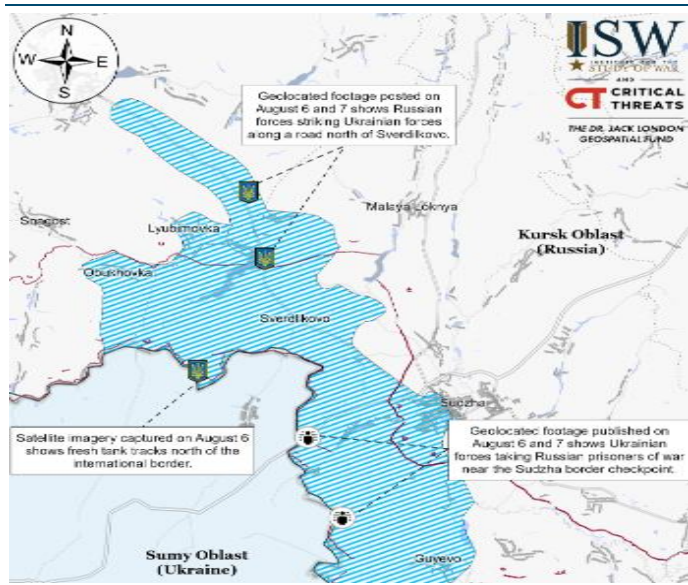 N
W E
S
ISW
INSTITUTE FOR THE
STUDY OF WAR
AND
CT CRITICAL
THREATS
THE DR. JACK LONDON
GEOSPATIAL FUND
Geolocated footage posted on
August 6 and 7 shows Russian
forces striking Ukrainian forces
along a road north of Sverdlikovo.
Snagost
Lyubimovka
Malaya Loknya
Kursk Oblast
(Russia)
Obukhovka
Sverdlikovo
Sudzha
Satellite imagery captured on August 6
shows fresh tank tracks north of the
international border.
Geolocated footage published on
August 6 and 7 shows Ukrainian
forces taking Russian prisoners of war
near the Sudzha border checkpoint.
Sumy Oblast
(Ukraine)
Guyevo